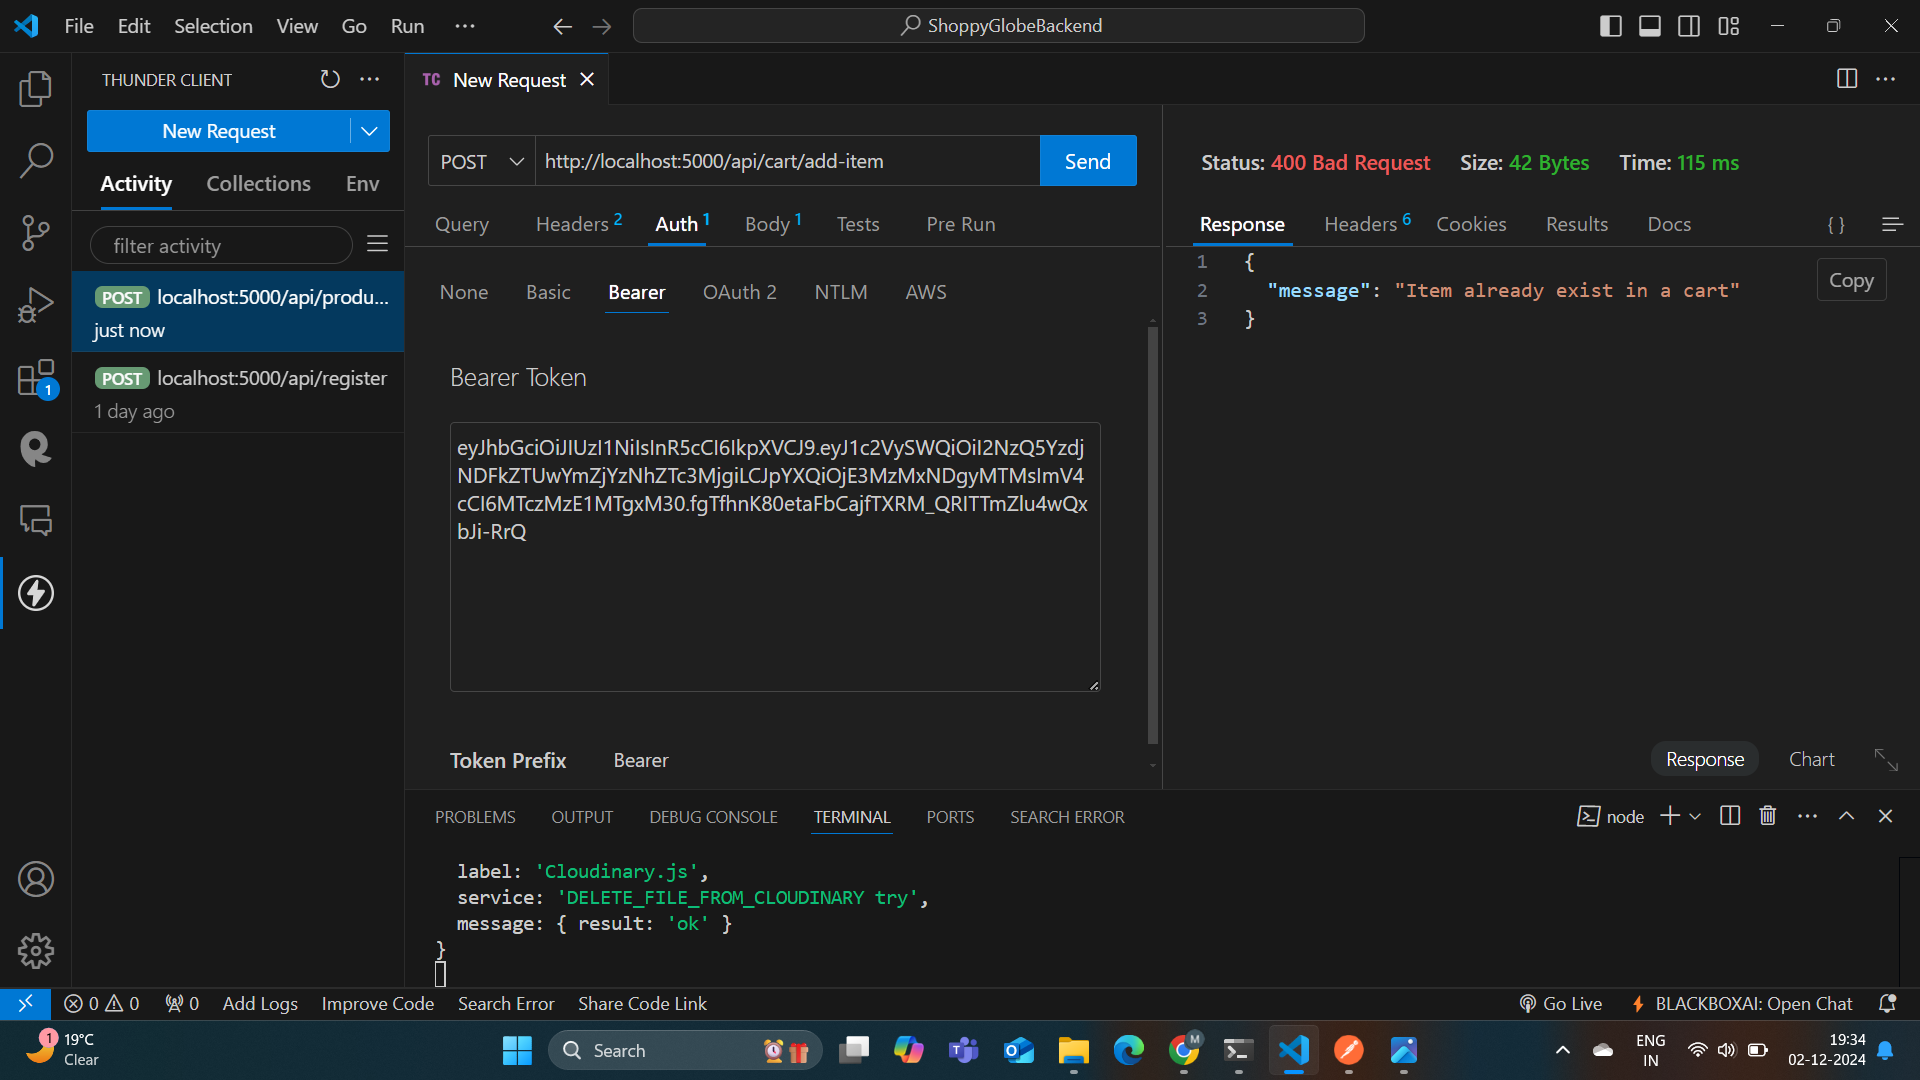 File Edit Selection View Go Run ···
ShoppyGlobeBackend
THUNDER CLIENT
TC New Request
New Request
Activity Collections Env
filter activity
POST localhost:5000/api/produ...
just now
POST localhost:5000/api/register
1 day ago
POST http://localhost:5000/api/cart/add-item Send
Query Headers 2 Auth 1 Body 1 Tests Pre Run
None Basic Bearer OAuth 2 NTLM AWS
Bearer Token
eyJhbGciOiJIUzI1NiIsInR5cCI6IkpXVCJ9.eyJ1c2VySWQiOiI2NzQ5Yzdj
NDFkZTUwYmZjYzNhZTc3MjgiLCJpYXQiOjE3MzMxNDgyMTMsImV4
cCI6MTczMzE1MTgxM30.fgTfhnK80etaFbCajfTXRM_QRITTmZlu4wQx
bJi-RrQ
Token Prefix Bearer
Status: 400 Bad Request Size: 42 Bytes Time: 115 ms
Response Headers 6 Cookies Results Docs { }
1 {
2 "message": "Item already exist in a cart"
3 }
Copy
Response Chart
PROBLEMS OUTPUT DEBUG CONSOLE TERMINAL PORTS SEARCH ERROR
node
label: 'Cloudinary.js',
service: 'DELETE_FILE_FROM_CLOUDINARY try',
message: { result: 'ok' }
}
1
0 0 0 Add Logs Improve Code Search Error Share Code Link
Go Live BLACKBOXAI: Open Chat
1 19°C
Clear
Search
M
ENG
IN
19:34
02-12-2024